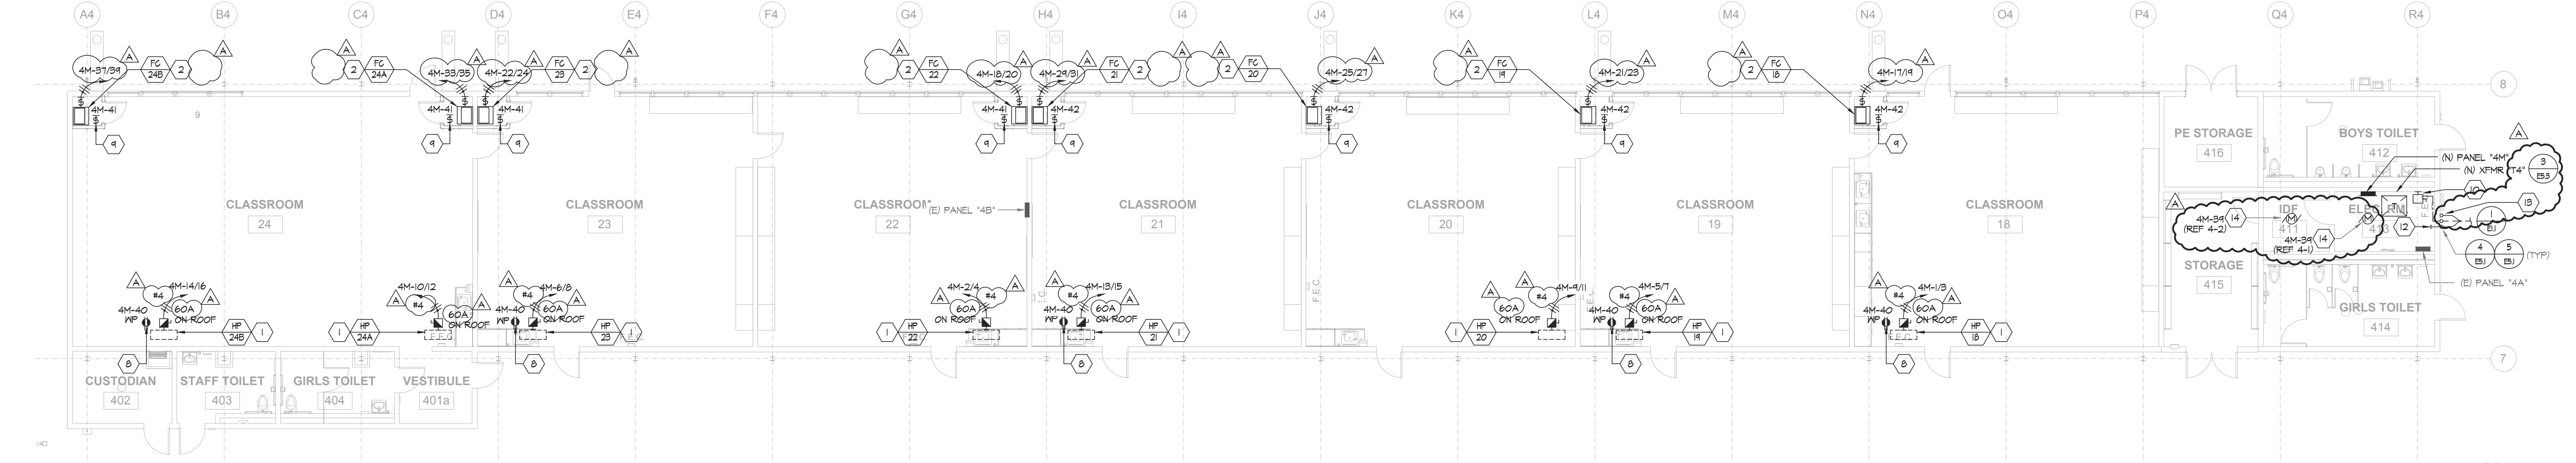 A4 B4 C4 D4 E4 F4 G4 H4 I4 J4 K4 L4 M4 N4 O4 P4 Q4 R4
A A A A A A A A A A A A A
4M-37/39 FC 24B 2
2 FC 24A 4M-33/35
4M-22/24 FC 23 2
2 FC 22 4M-18/20
4M-29/31 FC 21 2
2 FC 20 4M-25/27
2 FC 19 4M-21/23
2 FC 18 4M-17/19
8
S 4M-41 S 9
9
S 4M-41 S 9
S 4M-41 S 9
S 4M-41 S 9
S 4M-42 S 9
S 4M-42 S 9
S 4M-42 S 9
S 4M-42 S 9
PE STORAGE
416
BOYS TOILET
412
A
(N) PANEL "4M"
(N) XFMR "T4"
3
E5.3
10
13
CLASSROOM
24
CLASSROOM
23
CLASSROOM
22
(E) PANEL "4B"
CLASSROOM
21
CLASSROOM
20
CLASSROOM
19
CLASSROOM
18
A
4M-39
(REF 4-2)
14
IDF
411
M
4M-39
(REF 4-1)
14
M
ELEC. RM
413
T
F.E.C.
12
1
E1.1
4
E5.1
5
E5.1
(TYP)
(E) PANEL "4A"
STORAGE
415
GIRLS TOILET
414
A #4 4M-14/16 A 60A ON ROOF
4M-40 WP
HP 24B 1
8
4M-10/12 A #4 A 60A ON ROOF
1 HP 24A
F.E.C.
A #4 4M-6/8 A 60A ON ROOF
4M-40 WP
HP 23 1
8
4M-2/4 A #4 A 60A ON ROOF
1 HP 22
A #4 4M-13/15 A 60A ON ROOF
4M-40 WP
HP 21 1
8
F.E.C.
A #4 4M-9/11 A 60A ON ROOF
1 HP 20
F.E.C.
A #4 4M-5/7 A 60A ON ROOF
4M-40 WP
HP 19 1
8
A #4 4M-1/3 A 60A ON ROOF
4M-40 WP
HP 18 1
8
7
CUSTODIAN
402
STAFF TOILET
403
GIRLS TOILET
404
VESTIBULE
401a